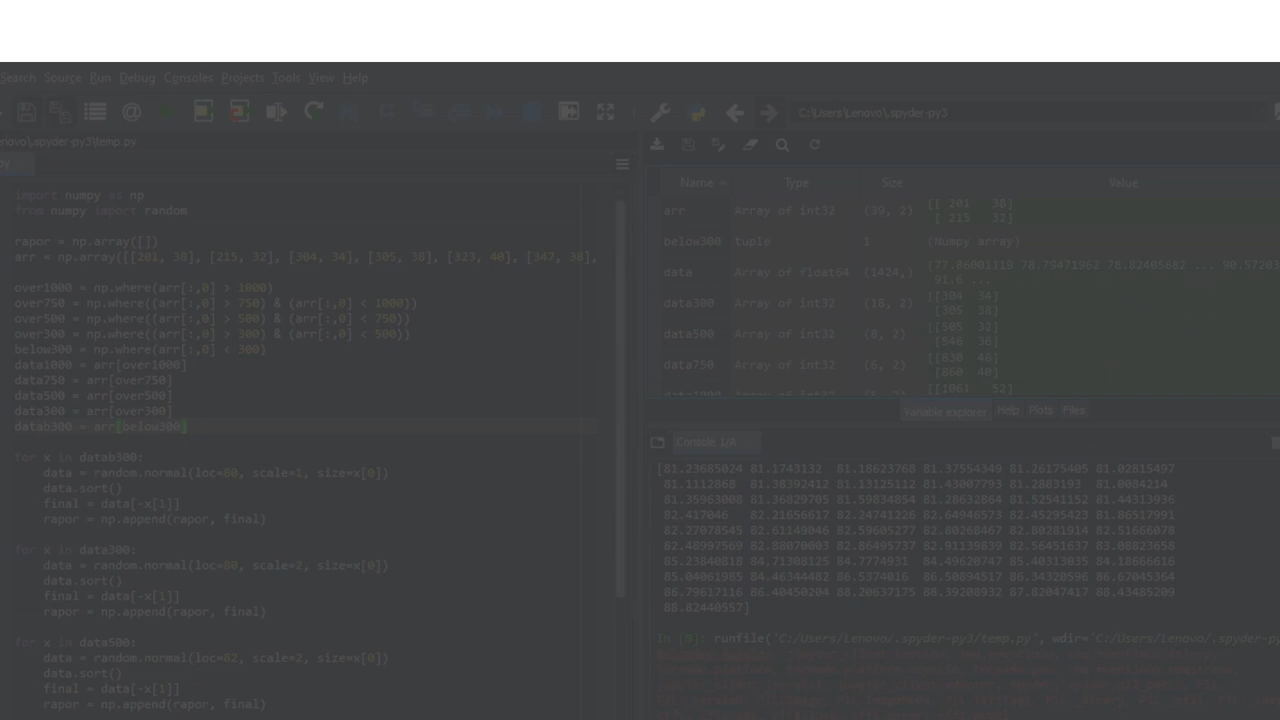 Search Source Run Debug Consoles Projects Tools View Help
C:\Users\Lenovo\.spyder-py3
enovo\.spyder-py3\temp.py
py
import numpy as np
from numpy import random
rapor = np.array([])
arr = np.array([[201, 38], [215, 32], [304, 34], [305, 38], [323, 40], [347, 38],
over1000 = np.where(arr[:,0] > 1000)
over750 = np.where((arr[:,0] > 750) & (arr[:,0] < 1000))
over500 = np.where((arr[:,0] > 500) & (arr[:,0] < 750))
over300 = np.where((arr[:,0] > 300) & (arr[:,0] < 500))
below300 = np.where(arr[:,0] < 300)
data1000 = arr[over1000]
data750 = arr[over750]
data500 = arr[over500]
data300 = arr[over300]
datab300 = arr[below300]
for x in datab300:
data = random.normal(loc=80, scale=1, size=x[0])
data.sort()
final = data[-x[1]]
rapor = np.append(rapor, final)
for x in data300:
data = random.normal(loc=80, scale=2, size=x[0])
data.sort()
final = data[-x[1]]
rapor = np.append(rapor, final)
for x in data500:
data = random.normal(loc=82, scale=2, size=x[0])
data.sort()
final = data[-x[1]]
rapor = np.append(rapor, final)
Name Type Size Value
arr Array of int32 (39, 2) [[ 201 38]
[ 215 32]
below300 tuple 1 (Numpy array)
data Array of float64 (1424,) [77.86001119 78.79471962 78.82405682 ... 90.57203
91.6 ...
data300 Array of int32 (18, 2) [[304 34]
[305 38]
data500 Array of int32 (8, 2) [[505 32]
[546 36]
data750 Array of int32 (6, 2) [[830 46]
[860 40]
[[1061 52]
Variable explorer Help Plots Files
Console 1/A
[81.23685024 81.1743132 81.18623768 81.37554349 81.26175405 81.02815497
81.1112868 81.38392412 81.13125112 81.43007793 81.2883193 81.0084214
81.35963008 81.36829705 81.59834854 81.28632864 81.52541152 81.44313936
82.417046 82.21656617 82.24741226 82.64946573 82.45295423 81.86517991
82.27078545 82.61149046 82.59605277 82.80268467 82.80281914 82.51666078
82.48997569 82.88070003 82.86495737 82.91139839 82.56451637 83.08823658
85.23840818 84.71308125 84.7774931 84.49620747 85.40313035 84.18666616
85.04061985 84.46344482 86.5374016 86.50894517 86.34320596 86.67045364
86.79617116 86.40450204 88.20637175 88.39208932 87.82047417 88.43485209
88.82440557]
In [9]: runfile('C:/Users/Lenovo/.spyder-py3/temp.py', wdir='C:/Users/Lenovo/.spyder-py